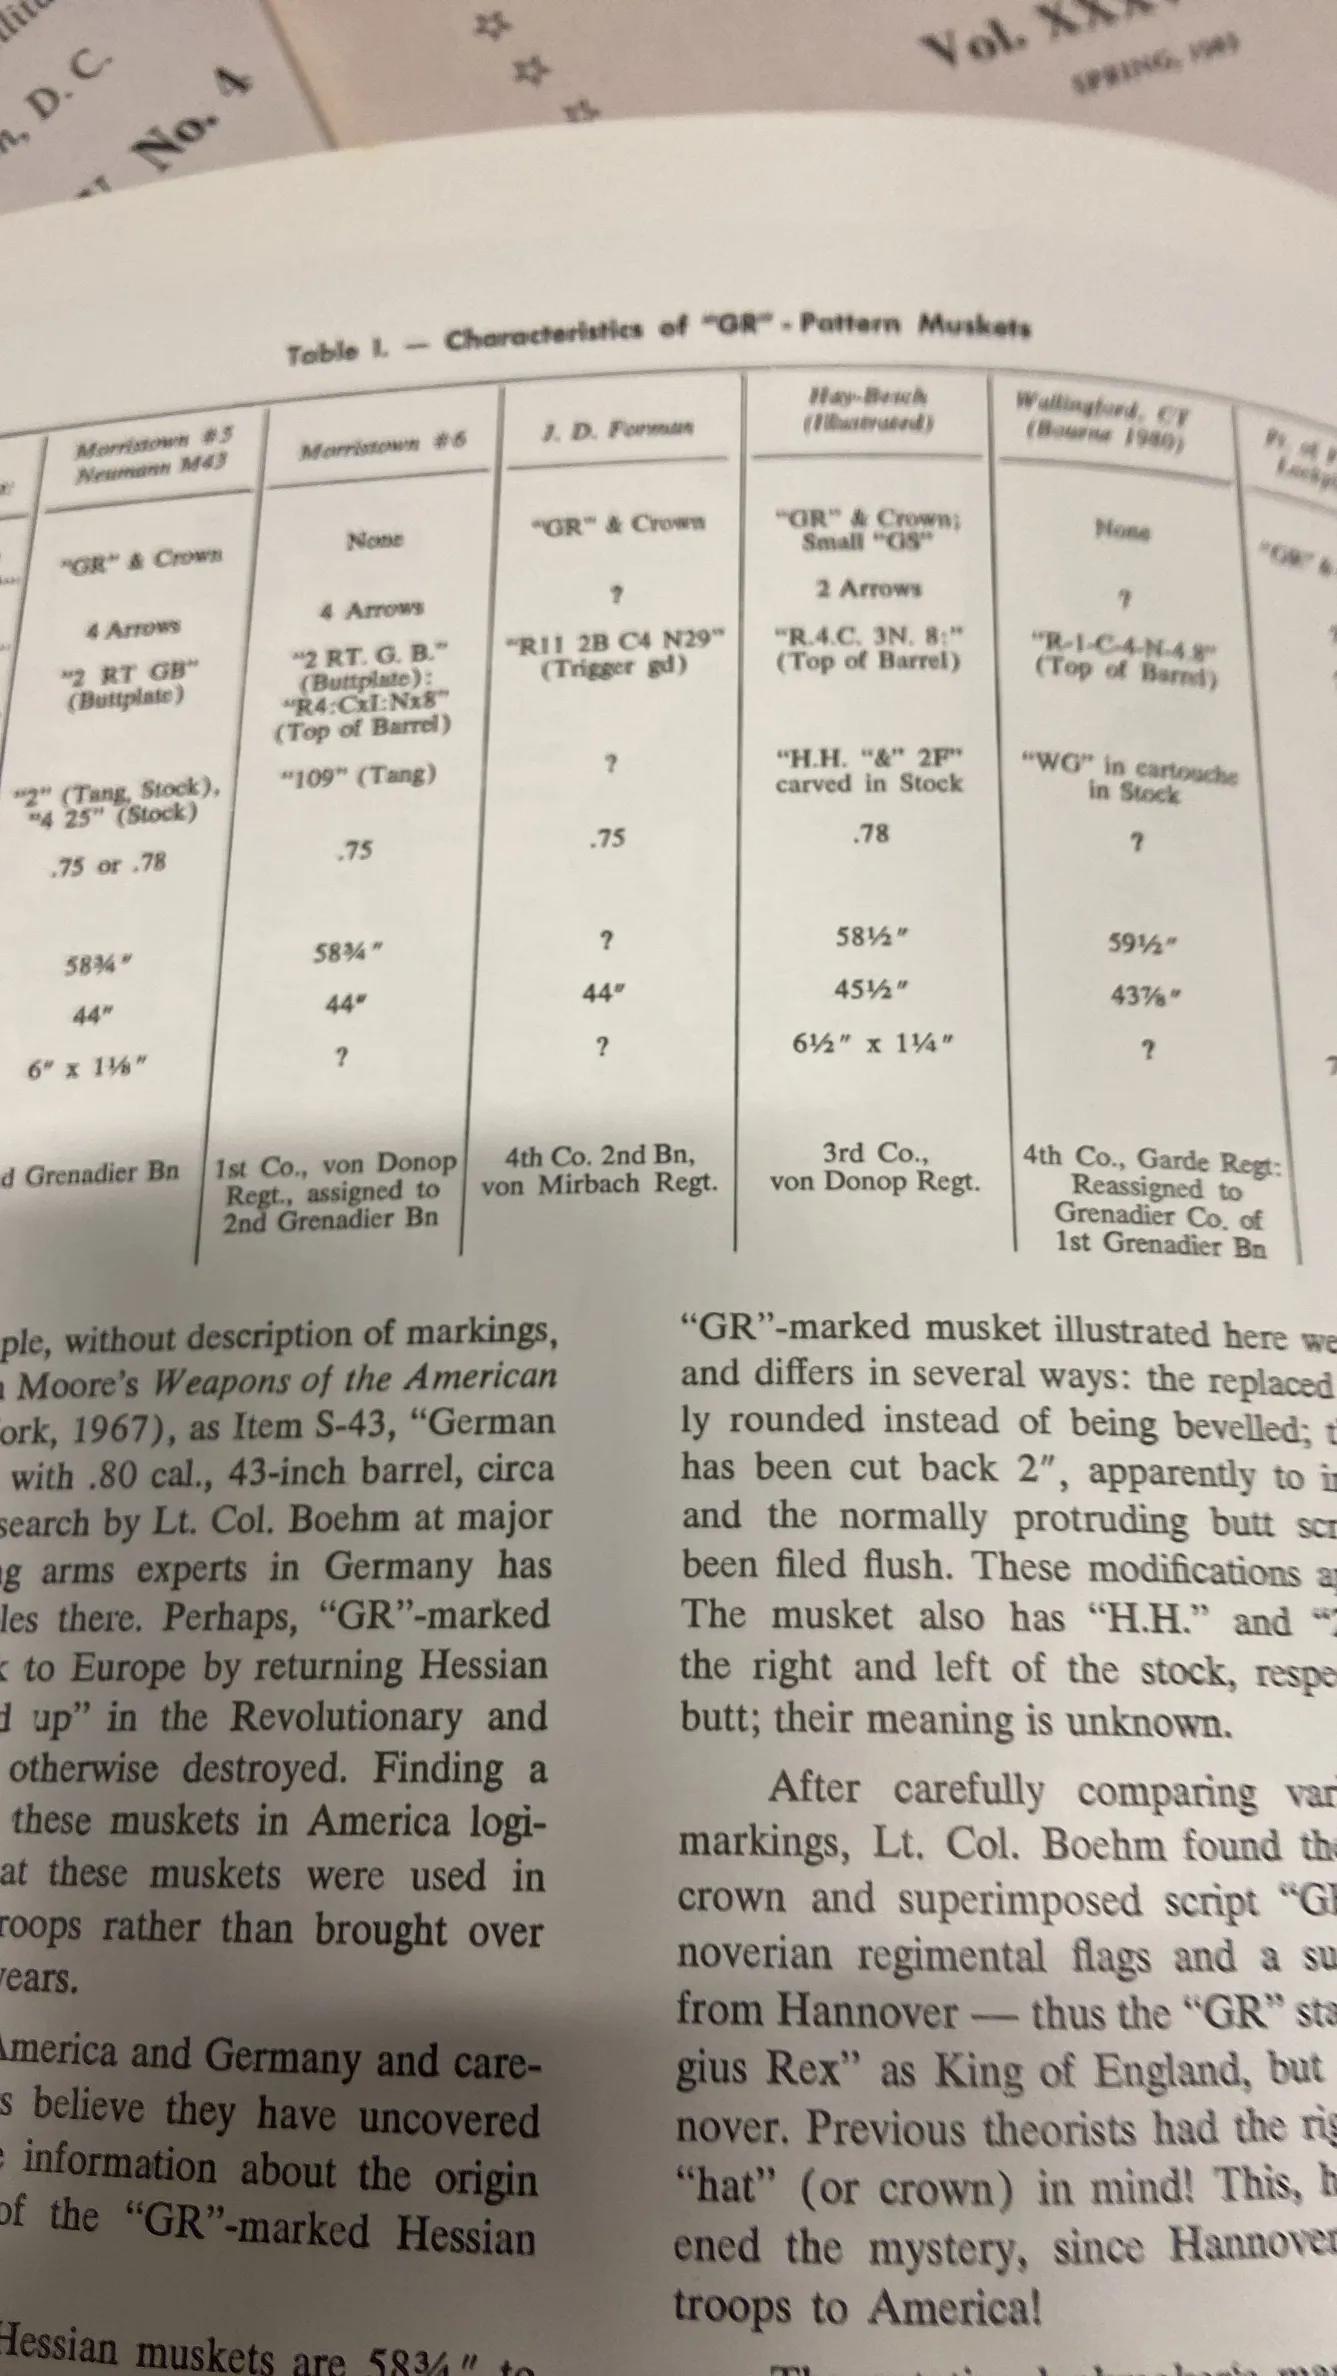 D. C.
No. 4
Vol.
SPRING,
Table I. — Characteristics of "GR" - Pattern Muskets
Morristown #5
Neumann M43
Morristown #6
J. D. Forman
Hay-Beach
(Illustrated)
Wallingford, CT
(Bourne 1980)
"GR" & Crown
None
"GR" & Crown
"GR" & Crown;
Small "GS"
None
"GR" &
4 Arrows
4 Arrows
?
2 Arrows
?
"2 RT GB"
(Buttplate)
"2 RT. G. B."
(Buttplate):
"R4:CxI:Nx8"
(Top of Barrel)
"R11 2B C4 N29"
(Trigger gd)
"R.4.C. 3N. 8:"
(Top of Barrel)
"R-1-C-4-N-4.8"
(Top of Barrel)
"2" (Tang, Stock),
"4 25" (Stock)
"109" (Tang)
?
"H.H. "&" 2F"
carved in Stock
"WG" in cartouche
in Stock
.75 or .78
.75
.75
.78
?
58¾"
58¾"
?
58½"
59½"
44"
44"
44"
45½"
43⅞"
6" x 1⅛"
?
?
6½" x 1¼"
?
d Grenadier Bn
1st Co., von Donop
Regt., assigned to
2nd Grenadier Bn
4th Co. 2nd Bn,
von Mirbach Regt.
3rd Co.,
von Donop Regt.
4th Co., Garde Regt:
Reassigned to
Grenadier Co. of
1st Grenadier Bn
ple, without description of markings,
Moore's Weapons of the American
ork, 1967), as Item S-43, "German
with .80 cal., 43-inch barrel, circa
search by Lt. Col. Boehm at major
g arms experts in Germany has
les there. Perhaps, "GR"-marked
to Europe by returning Hessian
d up" in the Revolutionary and
otherwise destroyed. Finding a
these muskets in America logi-
at these muskets were used in
roops rather than brought over
years.
America and Germany and care-
s believe they have uncovered
information about the origin
of the "GR"-marked Hessian
Hessian muskets are 58¾" to
"GR"-marked musket illustrated here we
and differs in several ways: the replaced
ly rounded instead of being bevelled; t
has been cut back 2", apparently to i
and the normally protruding butt scr
been filed flush. These modifications a
The musket also has "H.H." and "
the right and left of the stock, respe
butt; their meaning is unknown.
After carefully comparing var
markings, Lt. Col. Boehm found the
crown and superimposed script "G
noverian regimental flags and a su
from Hannover — thus the "GR" sta
gius Rex" as King of England, but
nover. Previous theorists had the rig
"hat" (or crown) in mind! This, h
ened the mystery, since Hannover
troops to America!